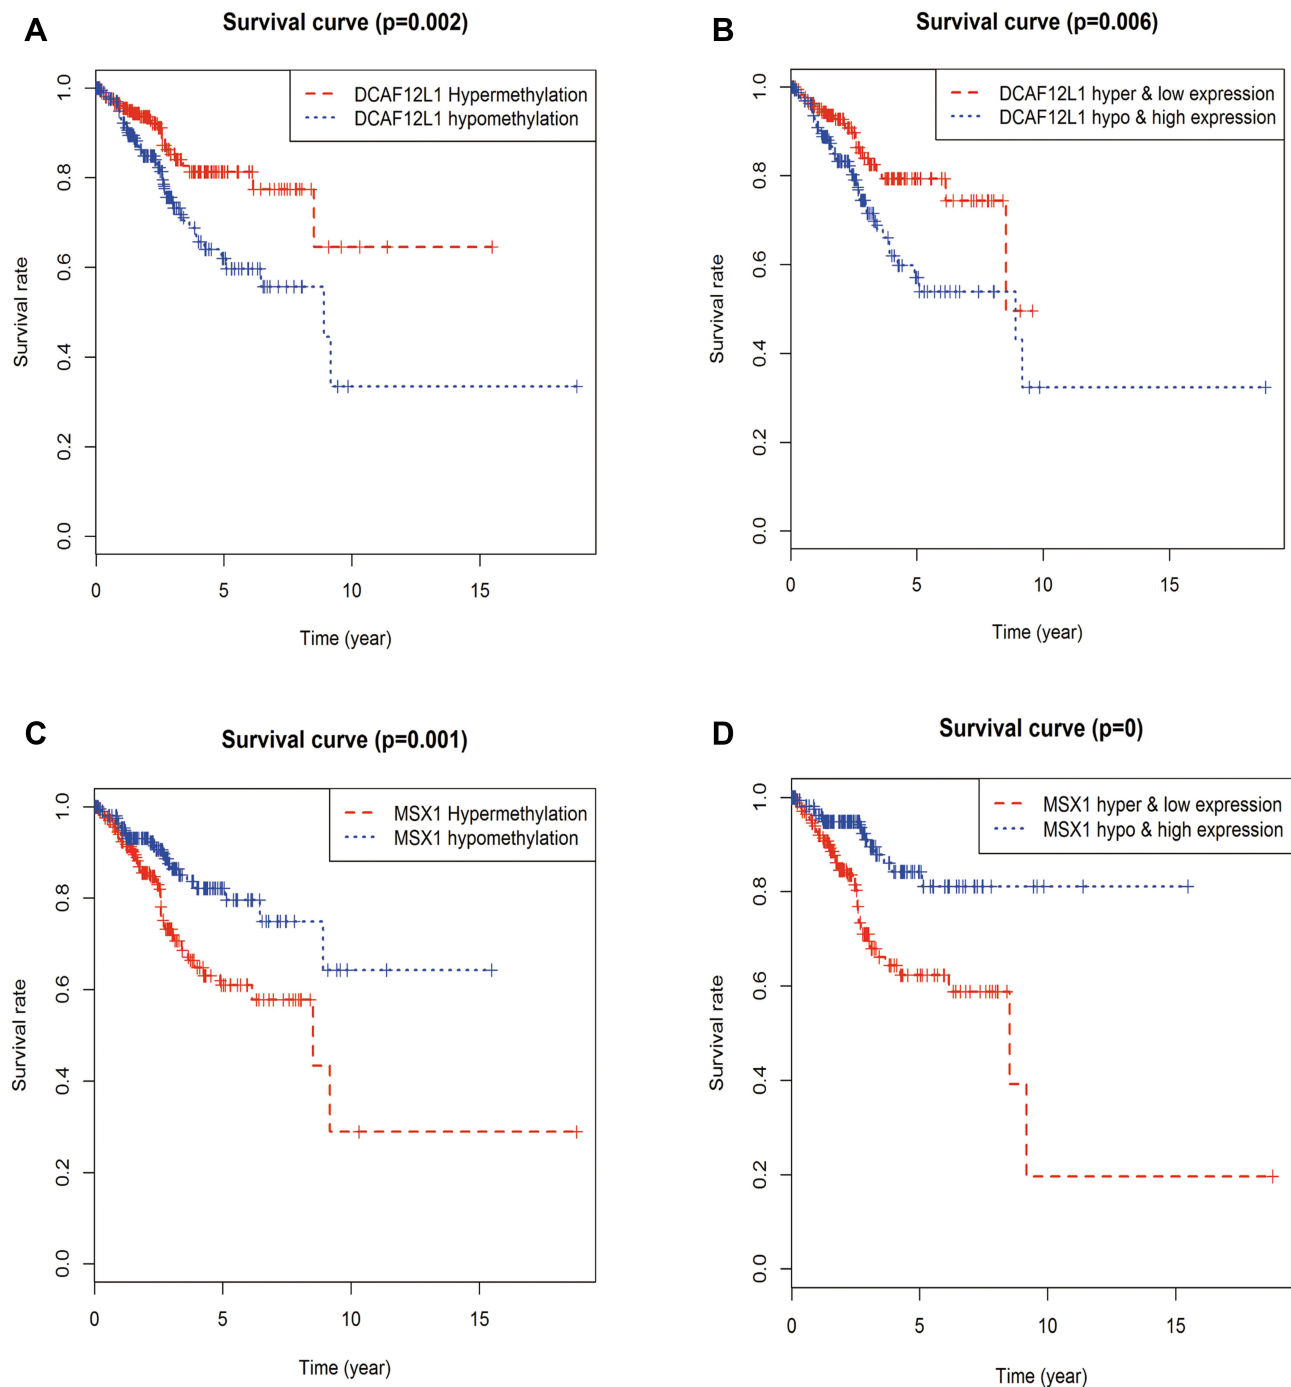 A
Survival curve (p=0.002)
DCAF12L1 Hypermethylation
DCAF12L1 hypomethylation
Survival rate
0.0
0.2
0.4
0.6
0.8
1.0
0
5
10
15
Time (year)
B
Survival curve (p=0.006)
DCAF12L1 hyper & low expression
DCAF12L1 hypo & high expression
Survival rate
0.0
0.2
0.4
0.6
0.8
1.0
0
5
10
15
Time (year)
C
Survival curve (p=0.001)
MSX1 Hypermethylation
MSX1 hypomethylation
Survival rate
0.0
0.2
0.4
0.6
0.8
1.0
0
5
10
15
Time (year)
D
Survival curve (p=0)
MSX1 hyper & low expression
MSX1 hypo & high expression
Survival rate
0.0
0.2
0.4
0.6
0.8
1.0
0
5
10
15
Time (year)